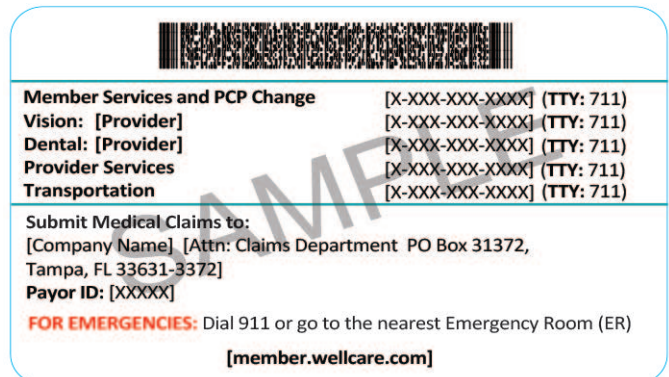 Member Services and PCP Change [X-XXX-XXX-XXXX] (TTY: 711)
Vision: [Provider] [X-XXX-XXX-XXXX] (TTY: 711)
Dental: [Provider] [X-XXX-XXX-XXXX] (TTY: 711)
Provider Services [X-XXX-XXX-XXXX] (TTY: 711)
Transportation [X-XXX-XXX-XXXX] (TTY: 711)
SAMPLE
Submit Medical Claims to:
[Company Name] [Attn: Claims Department PO Box 31372,
Tampa, FL 33631-3372]
Payor ID: [XXXXX]
FOR EMERGENCIES: Dial 911 or go to the nearest Emergency Room (ER)
[member.wellcare.com]